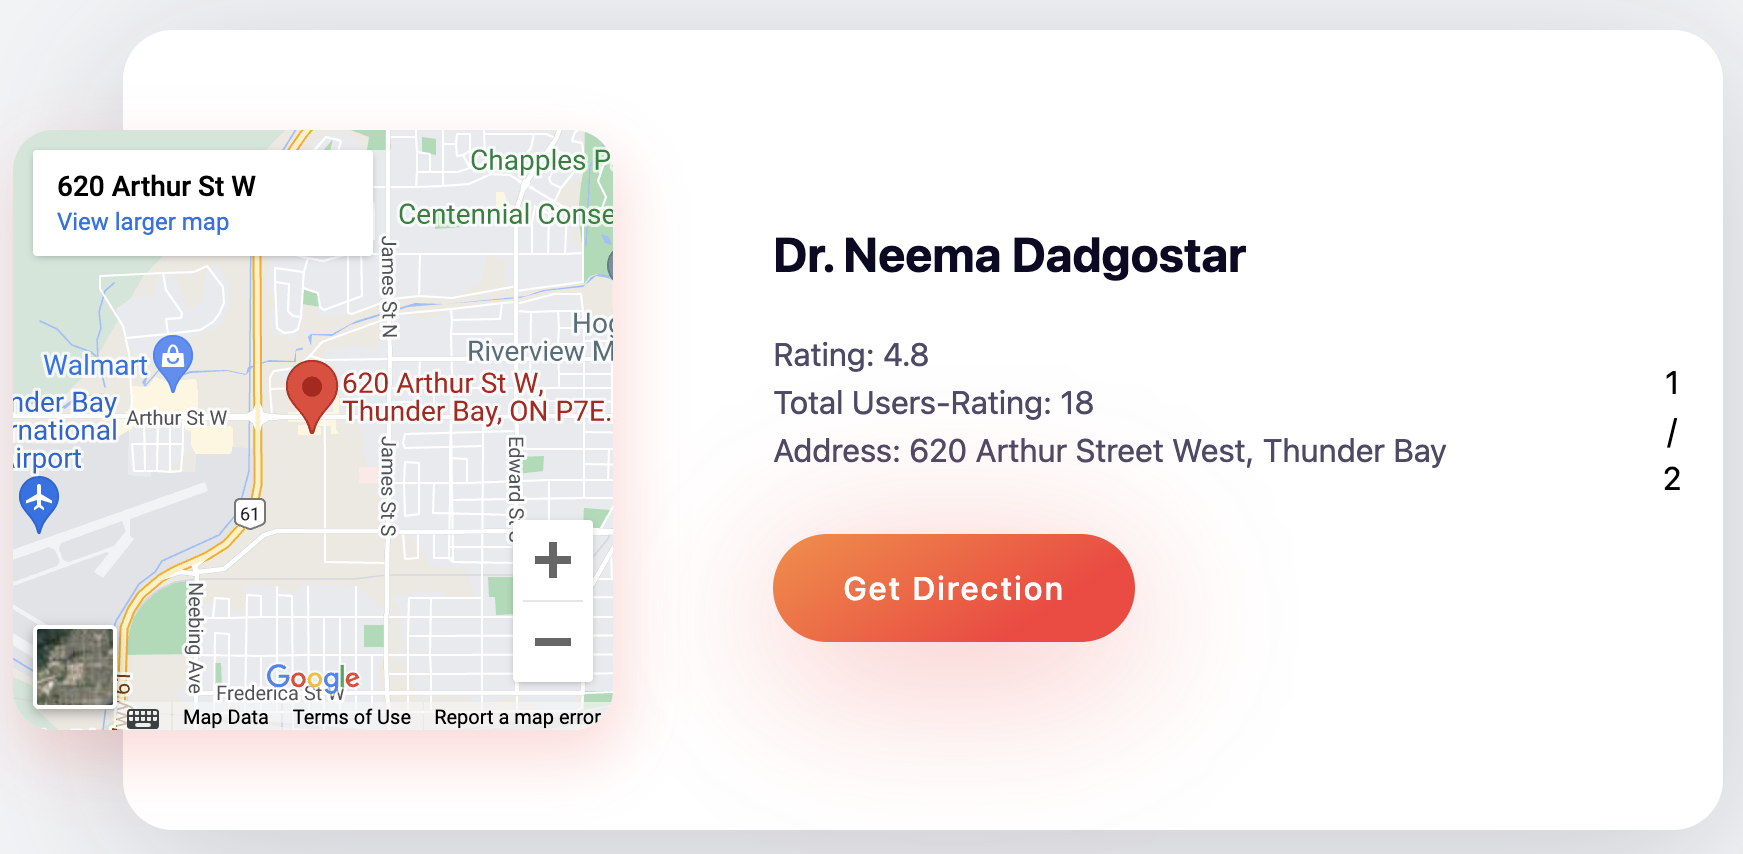 620 Arthur St W
View larger map
Chapples P
Centennial Conse
James St N
Riverview M
Walmart
620 Arthur St W,
Thunder Bay, ON P7E.
nder Bay
rnational
irport
Arthur St W
James St S
Edward S
61
Neebing Ave
Frederica St W
Google
Map Data
Terms of Use
Report a map error
Dr. Neema Dadgostar
Rating: 4.8
Total Users-Rating: 18
Address: 620 Arthur Street West, Thunder Bay
Get Direction
1
/
2